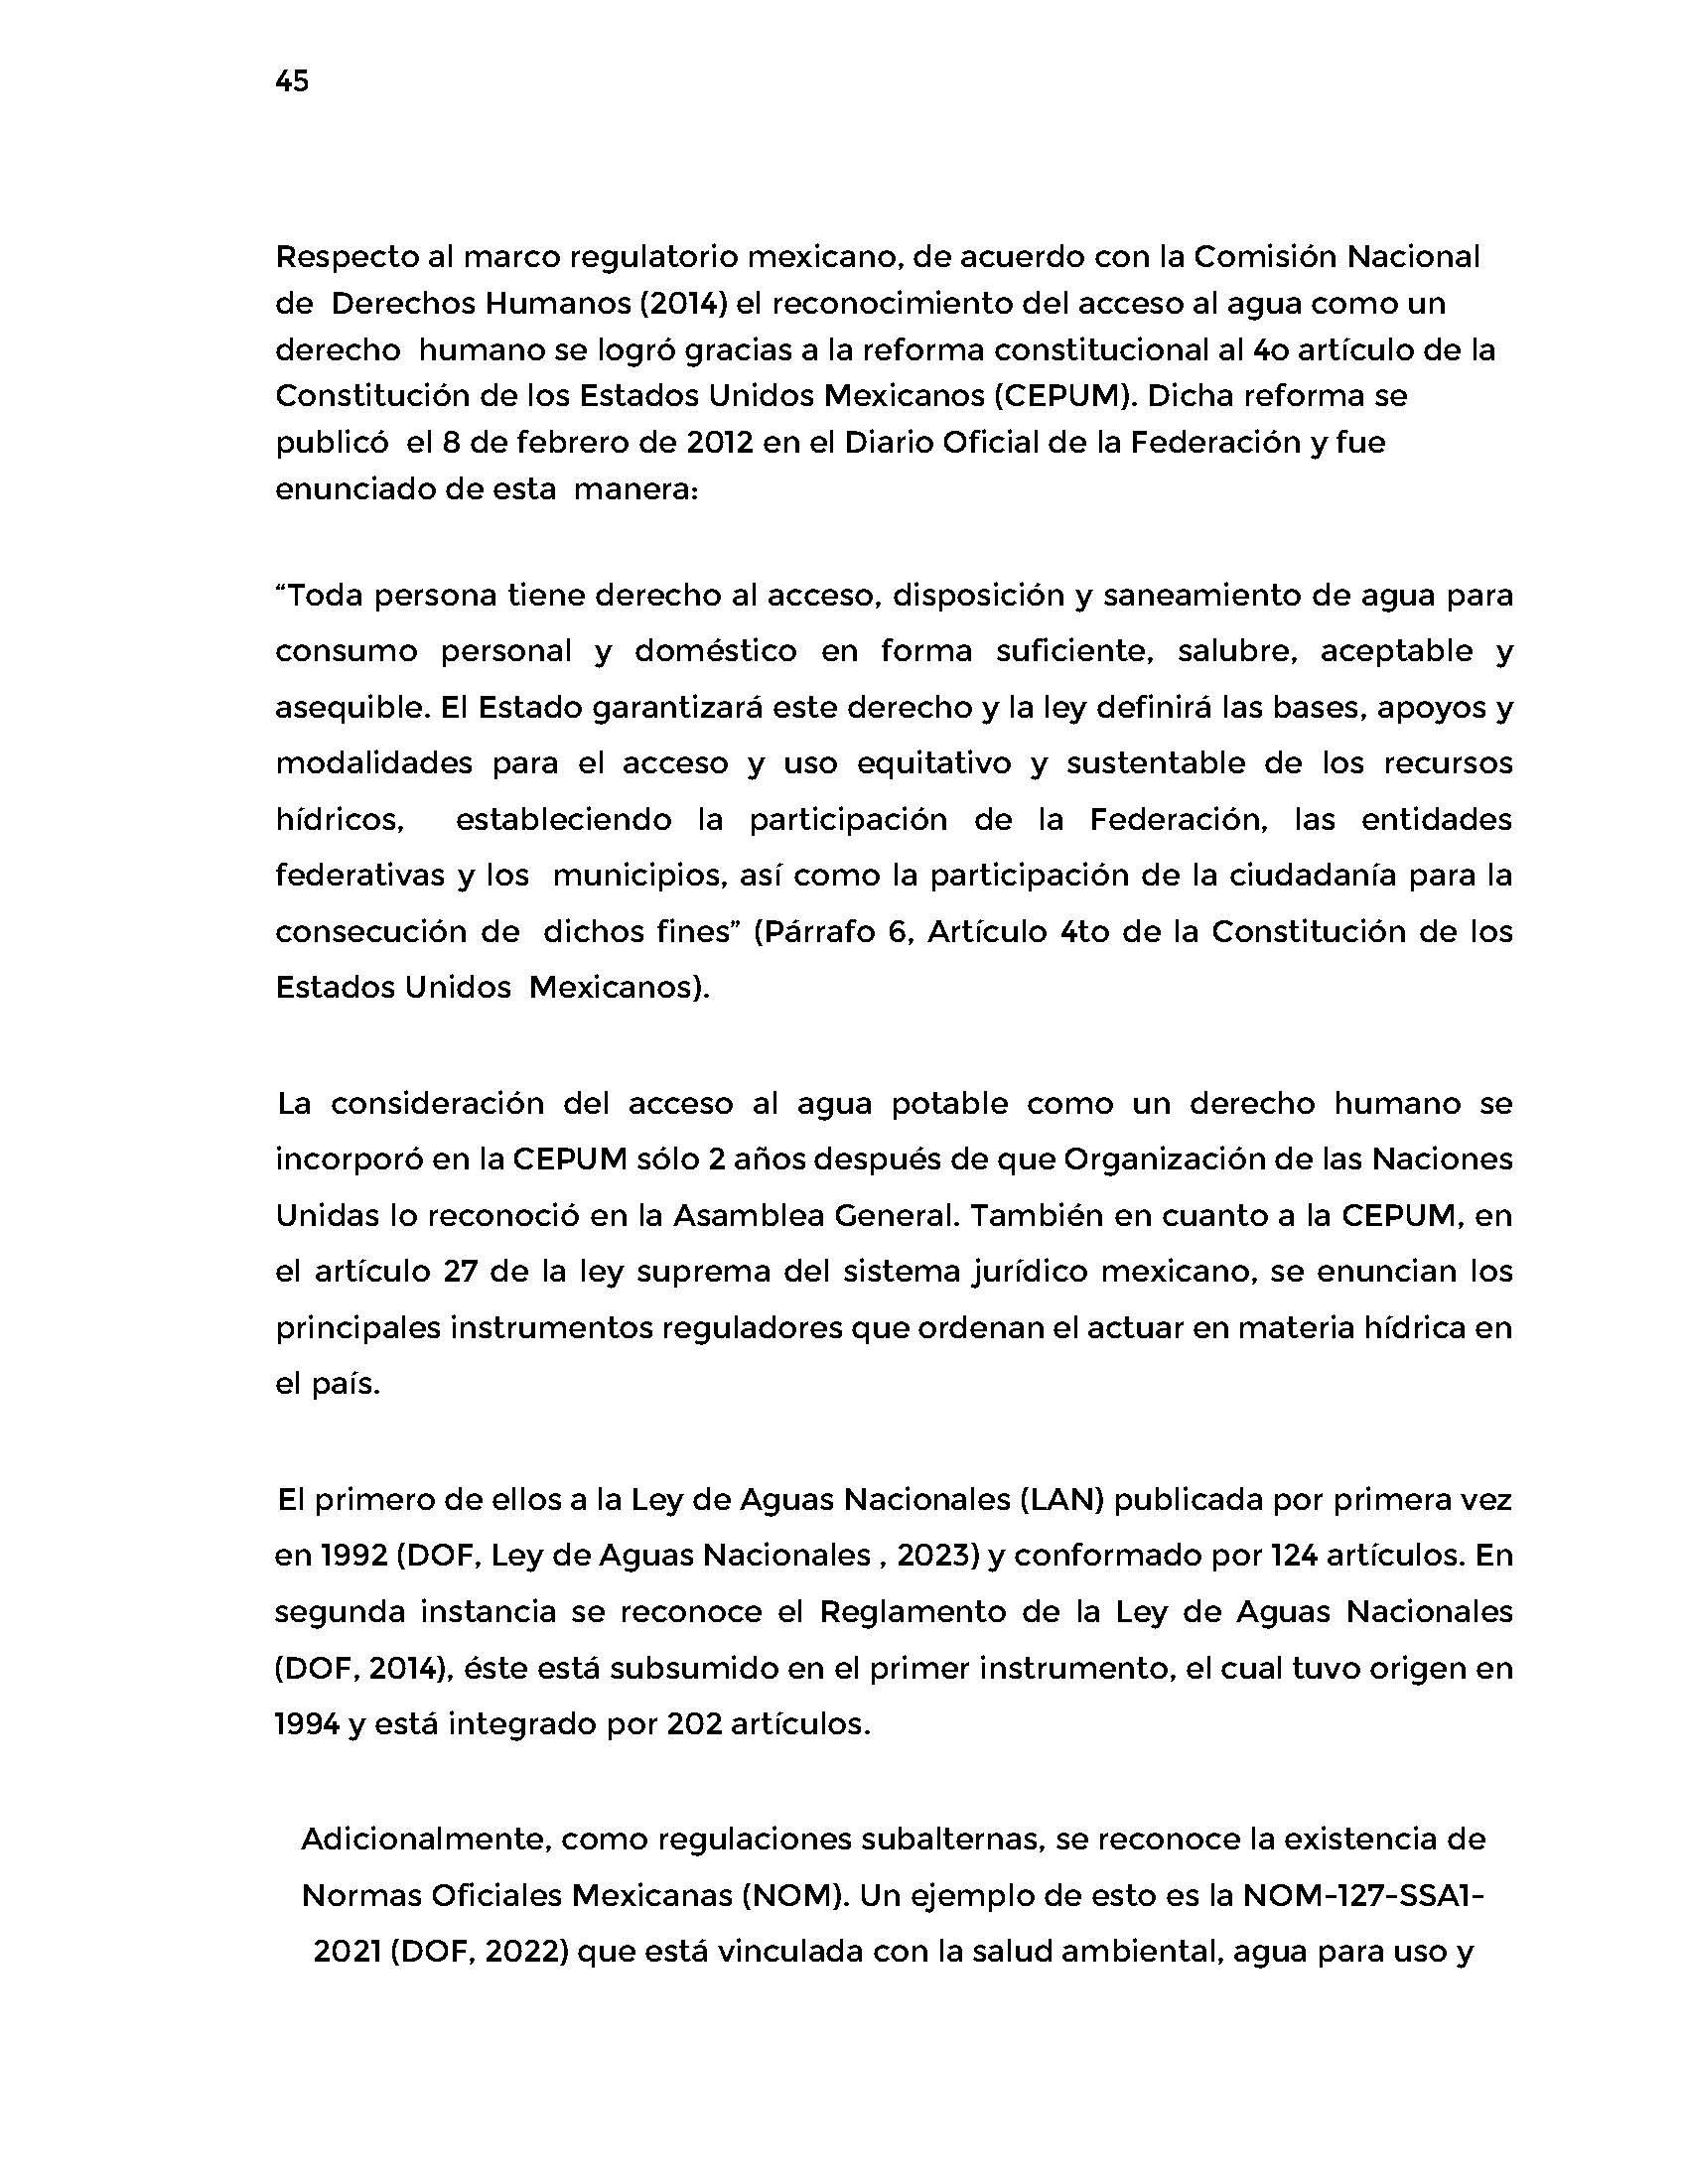 45
Respecto al marco regulatorio mexicano, de acuerdo con la Comisión Nacional
de Derechos Humanos (2014) el reconocimiento del acceso al agua como un
derecho humano se logró gracias a la reforma constitucional al 4o artículo de la
Constitución de los Estados Unidos Mexicanos (CEPUM). Dicha reforma se
publicó el 8 de febrero de 2012 en el Diario Oficial de la Federación y fue
enunciado de esta manera:
“Toda persona tiene derecho al acceso, disposición y saneamiento de agua para
consumo personal y doméstico en forma suficiente, salubre, aceptable y
asequible. El Estado garantizará este derecho y la ley definirá las bases, apoyos y
modalidades para el acceso y uso equitativo y sustentable de los recursos
hídricos, estableciendo la participación de la Federación, las entidades
federativas y los municipios, así como la participación de la ciudadanía para la
consecución de dichos fines” (Párrafo 6, Artículo 4to de la Constitución de los
Estados Unidos Mexicanos).
La consideración del acceso al agua potable como un derecho humano se
incorporó en la CEPUM sólo 2 años después de que Organización de las Naciones
Unidas lo reconoció en la Asamblea General. También en cuanto a la CEPUM, en
el artículo 27 de la ley suprema del sistema jurídico mexicano, se enuncian los
principales instrumentos reguladores que ordenan el actuar en materia hídrica en
el país.
El primero de ellos a la Ley de Aguas Nacionales (LAN) publicada por primera vez
en 1992 (DOF, Ley de Aguas Nacionales , 2023) y conformado por 124 artículos. En
segunda instancia se reconoce el Reglamento de la Ley de Aguas Nacionales
(DOF, 2014), éste está subsumido en el primer instrumento, el cual tuvo origen en
1994 y está integrado por 202 artículos.
Adicionalmente, como regulaciones subalternas, se reconoce la existencia de
Normas Oficiales Mexicanas (NOM). Un ejemplo de esto es la NOM-127-SSA1-
2021 (DOF, 2022) que está vinculada con la salud ambiental, agua para uso y